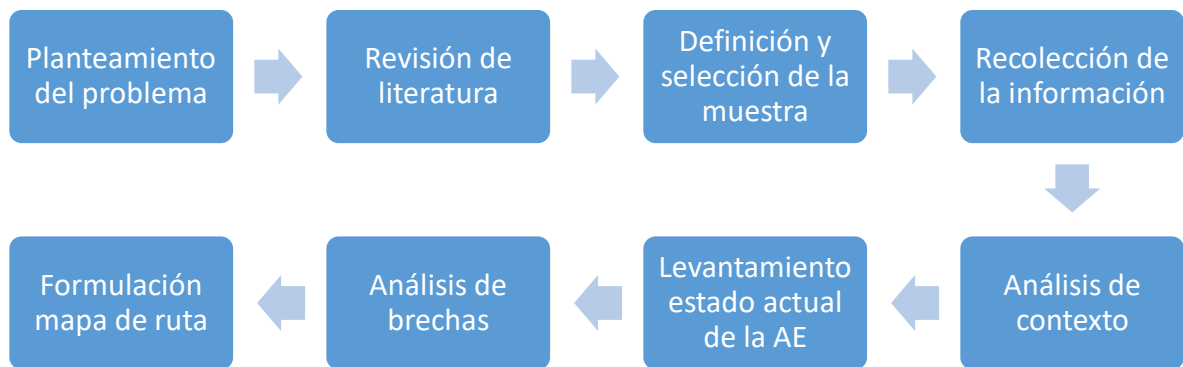 Planteamiento
del problema
Revisión de
literatura
Definición y
selección de la
muestra
Recolección de
la información
Análisis de
contexto
Levantamiento
estado actual
de la AE
Análisis de
brechas
Formulación
mapa de ruta